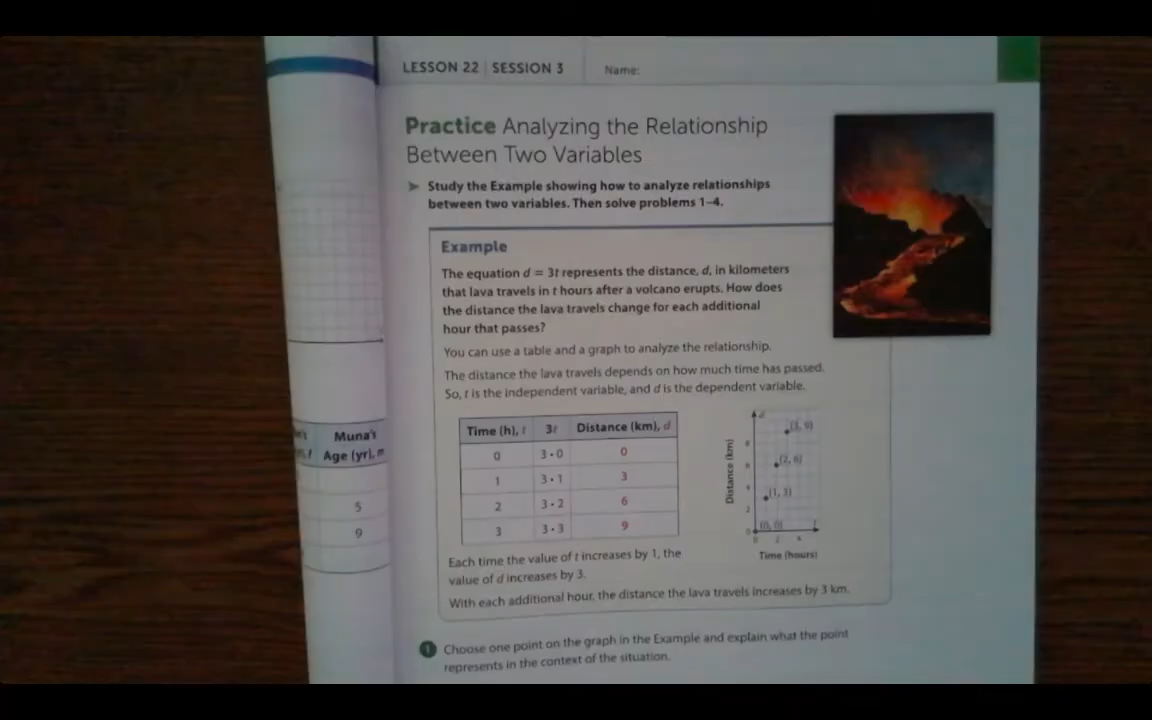 LESSON 22 | SESSION 3 Name:
Practice Analyzing the Relationship
Between Two Variables
Study the Example showing how to analyze relationships
between two variables. Then solve problems 1–4.
Example
The equation d = 3t represents the distance, d, in kilometers
that lava travels in t hours after a volcano erupts. How does
the distance the lava travels change for each additional
hour that passes?
You can use a table and a graph to analyze the relationship.
The distance the lava travels depends on how much time has passed.
So, t is the independent variable, and d is the dependent variable.
Time (h), t 3t Distance (km), d
0 3 • 0 0
1 3 • 1 3
2 3 • 2 6
3 3 • 3 9
d
Distance (km)
8
6
4
2
0
(3, 9)
(2, 6)
(1, 3)
(0, 0)
t
0 2 4
Time (hours)
Each time the value of t increases by 1, the
value of d increases by 3.
With each additional hour, the distance the lava travels increases by 3 km.
1 Choose one point on the graph in the Example and explain what the point
represents in the context of the situation.
Muna's
Age (yr), m
5
9